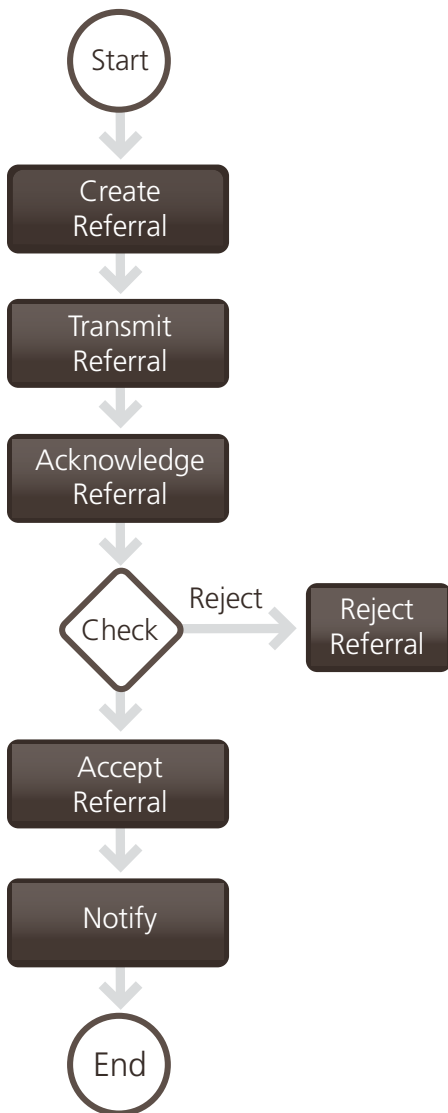 Start
Create
Referral
Transmit
Referral
Acknowledge
Referral
Check
Reject
Reject
Referral
Accept
Referral
Notify
End